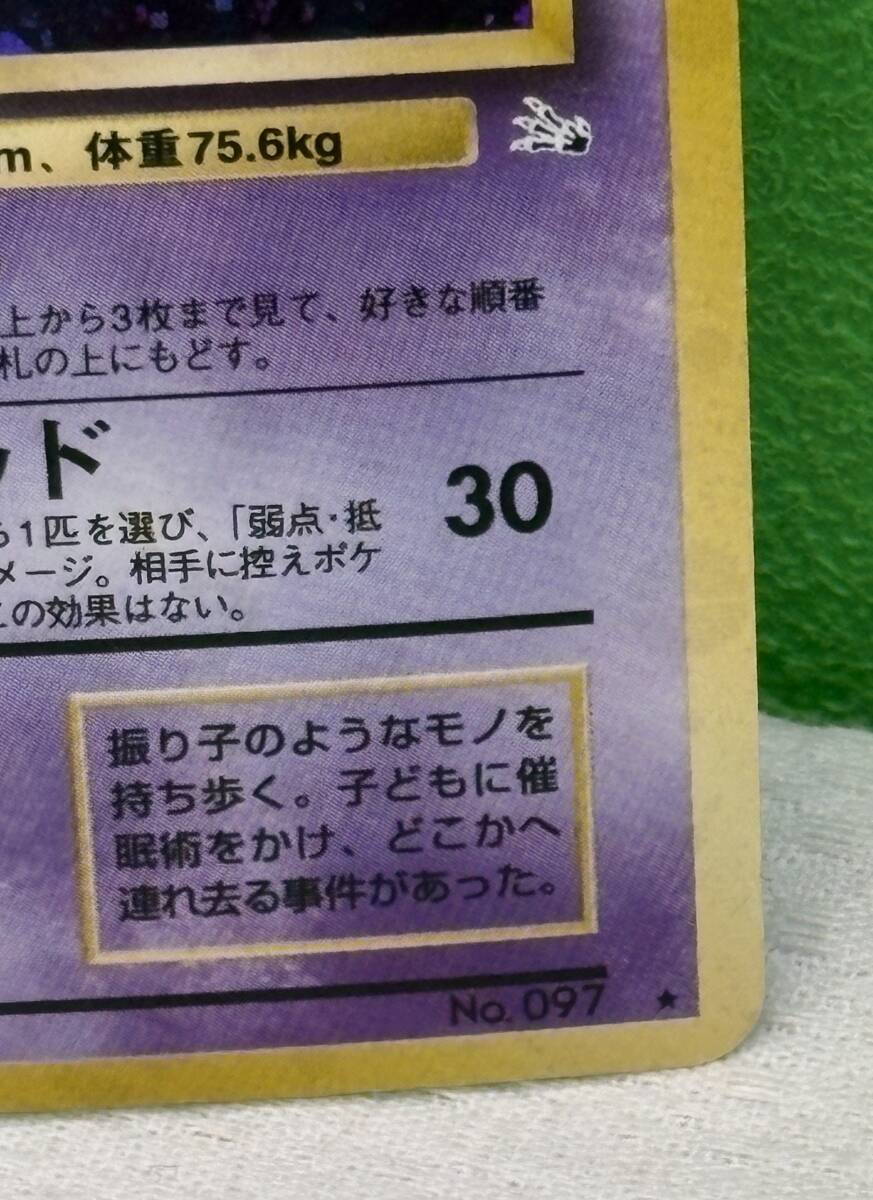 m、体重75.6kg
上から3枚まで見て、好きな順番
札の上にもどす。
ッド
30
ら1匹を選び、「弱点・抵
メージ。相手に控えポケ
この効果はない。
振り子のようなモノを
持ち歩く。子どもに催
眠術をかけ、どこかへ
連れ去る事件があった。
No. 097 ★